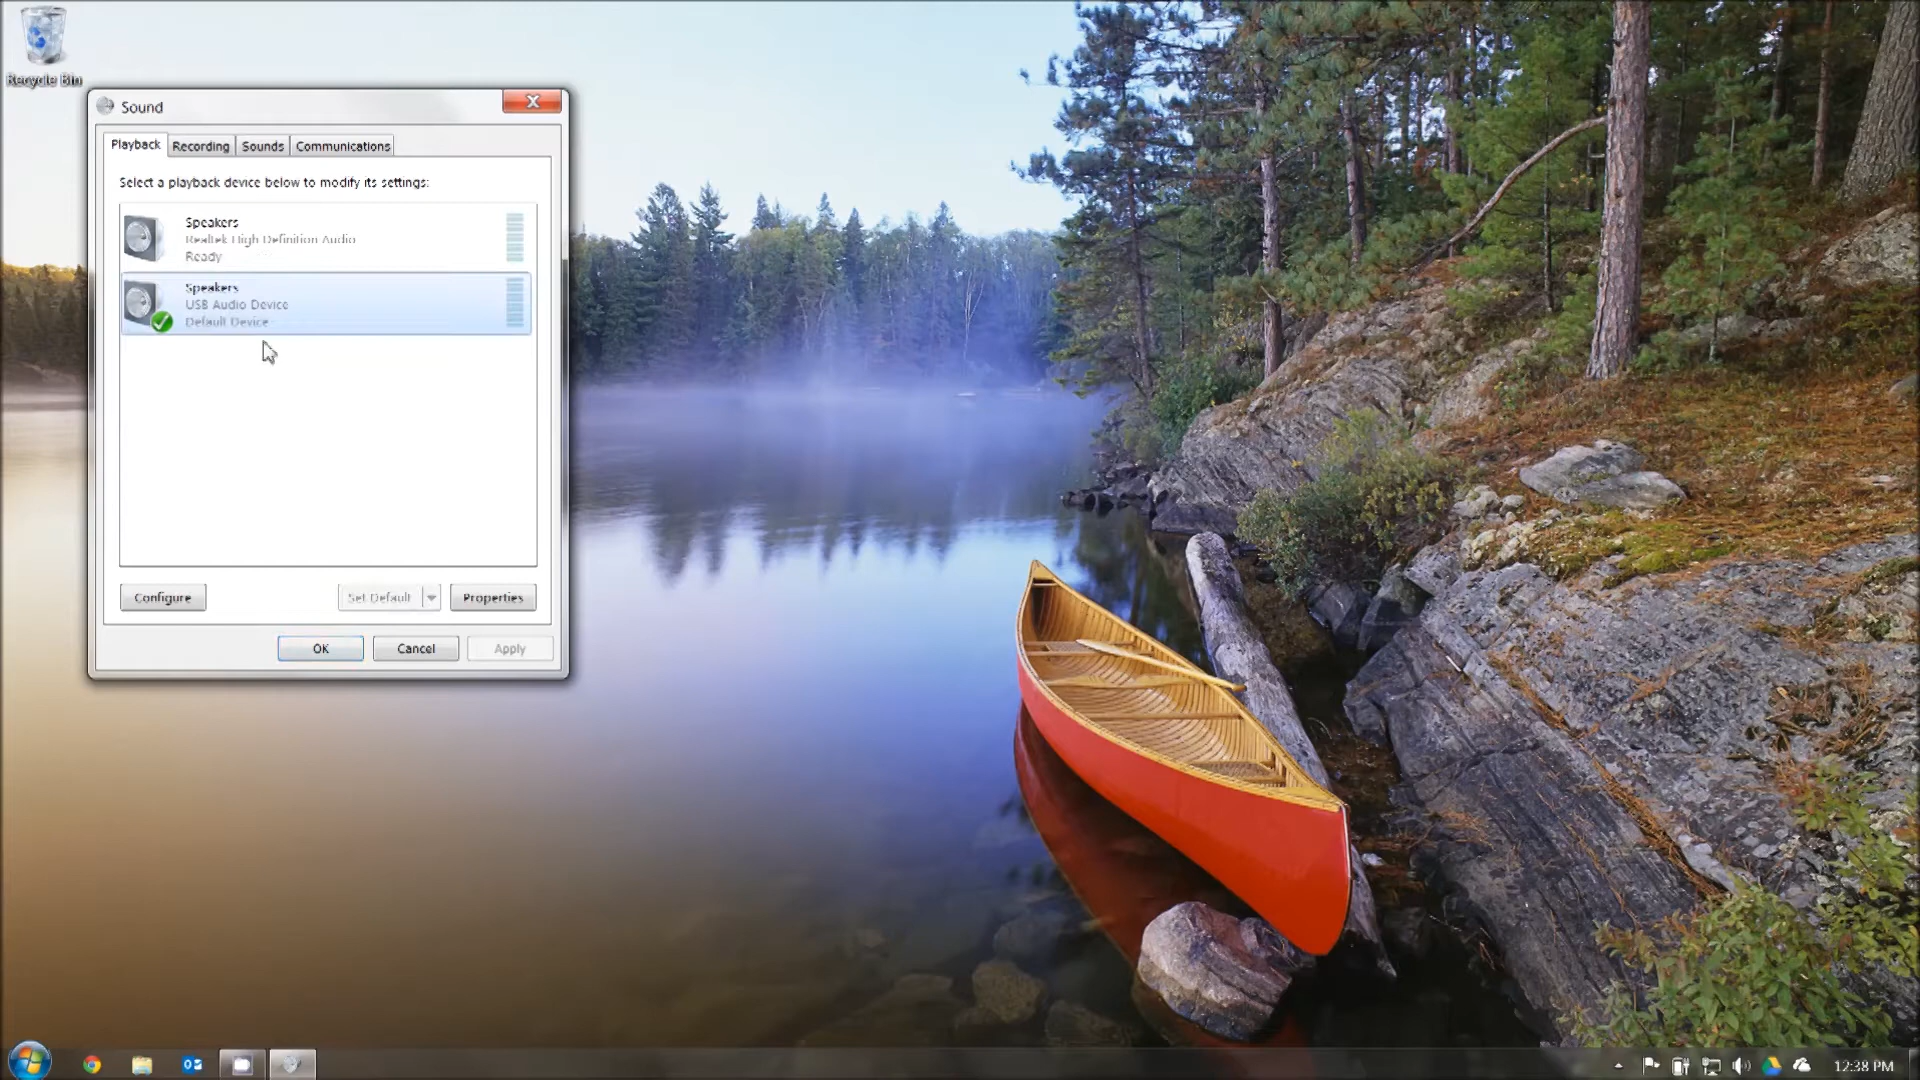 Recycle Bin
Sound
Playback
Recording
Sounds
Communications
Select a playback device below to modify its settings:
Speakers
Realtek High Definition Audio
Ready
Speakers
USB Audio Device
Default Device
Configure
Set Default
Properties
OK
Cancel
Apply
12:38 PM